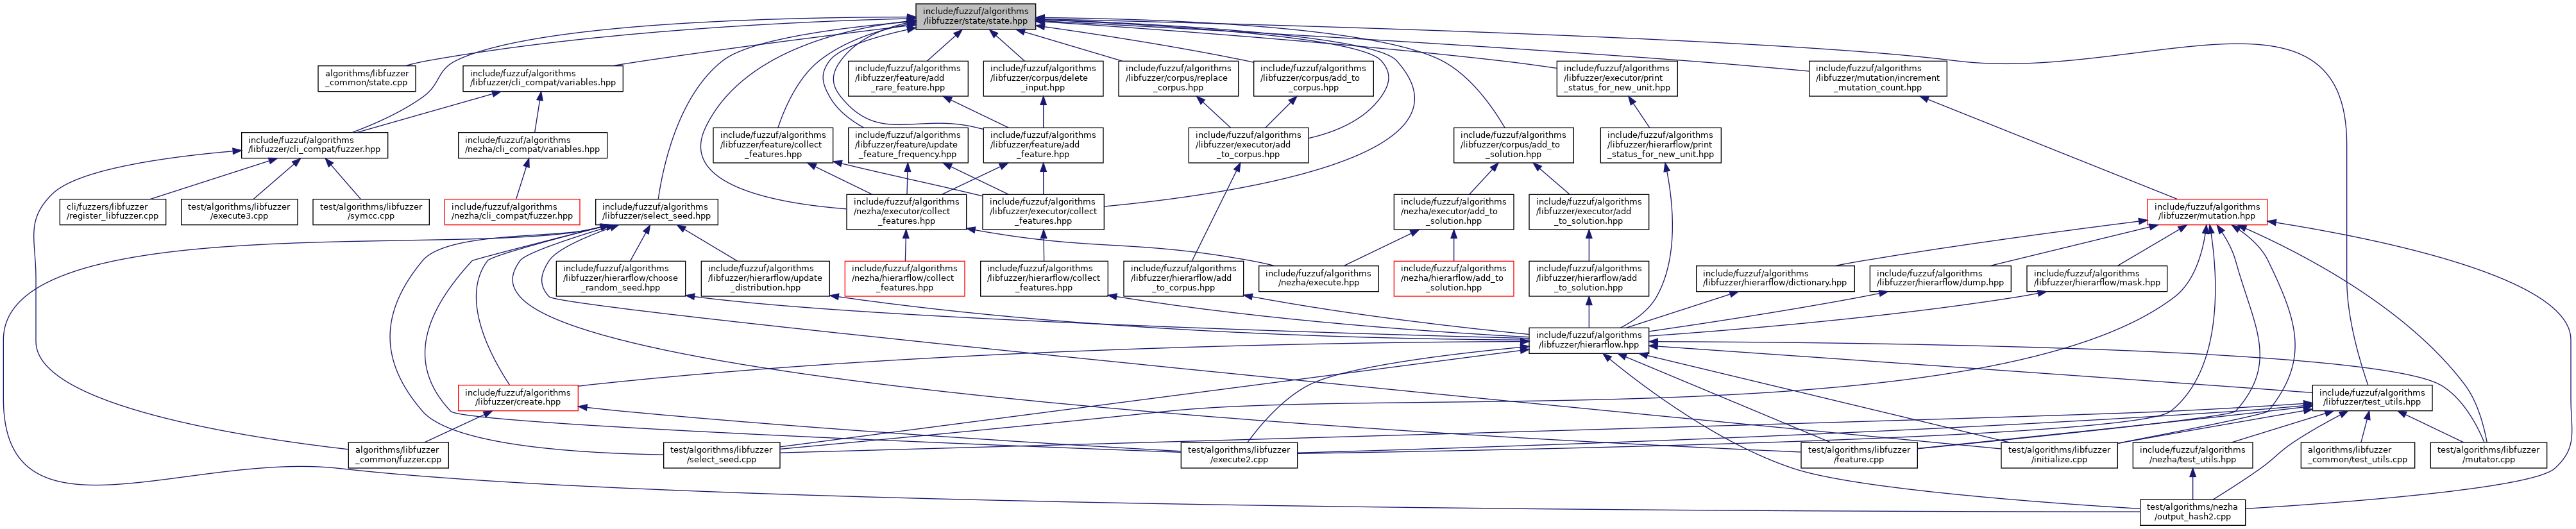 include/fuzzuf/algorithms
/libfuzzer/state/state.hpp
algorithms/libfuzzer
_common/state.cpp
include/fuzzuf/algorithms
/libfuzzer/cli_compat/variables.hpp
include/fuzzuf/algorithms
/libfuzzer/feature/add
_rare_feature.hpp
include/fuzzuf/algorithms
/libfuzzer/corpus/delete
_input.hpp
include/fuzzuf/algorithms
/libfuzzer/corpus/replace
_corpus.hpp
include/fuzzuf/algorithms
/libfuzzer/corpus/add_to
_corpus.hpp
include/fuzzuf/algorithms
/libfuzzer/executor/print
_status_for_new_unit.hpp
include/fuzzuf/algorithms
/libfuzzer/mutation/increment
_mutation_count.hpp
include/fuzzuf/algorithms
/libfuzzer/cli_compat/fuzzer.hpp
include/fuzzuf/algorithms
/nezha/cli_compat/variables.hpp
include/fuzzuf/algorithms
/libfuzzer/feature/collect
_features.hpp
include/fuzzuf/algorithms
/libfuzzer/feature/update
_feature_frequency.hpp
include/fuzzuf/algorithms
/libfuzzer/feature/add
_feature.hpp
include/fuzzuf/algorithms
/libfuzzer/executor/add
_to_corpus.hpp
include/fuzzuf/algorithms
/libfuzzer/corpus/add_to
_solution.hpp
include/fuzzuf/algorithms
/libfuzzer/hierarflow/print
_status_for_new_unit.hpp
cli/fuzzers/libfuzzer
/register_libfuzzer.cpp
test/algorithms/libfuzzer
/execute3.cpp
test/algorithms/libfuzzer
/symcc.cpp
include/fuzzuf/algorithms
/nezha/cli_compat/fuzzer.hpp
include/fuzzuf/algorithms
/libfuzzer/select_seed.hpp
include/fuzzuf/algorithms
/nezha/executor/collect
_features.hpp
include/fuzzuf/algorithms
/libfuzzer/executor/collect
_features.hpp
include/fuzzuf/algorithms
/nezha/executor/add_to
_solution.hpp
include/fuzzuf/algorithms
/libfuzzer/executor/add
_to_solution.hpp
include/fuzzuf/algorithms
/libfuzzer/mutation.hpp
include/fuzzuf/algorithms
/libfuzzer/hierarflow/choose
_random_seed.hpp
include/fuzzuf/algorithms
/libfuzzer/hierarflow/update
_distribution.hpp
include/fuzzuf/algorithms
/nezha/hierarflow/collect
_features.hpp
include/fuzzuf/algorithms
/libfuzzer/hierarflow/collect
_features.hpp
include/fuzzuf/algorithms
/libfuzzer/hierarflow/add
_to_corpus.hpp
include/fuzzuf/algorithms
/nezha/execute.hpp
include/fuzzuf/algorithms
/nezha/hierarflow/add_to
_solution.hpp
include/fuzzuf/algorithms
/libfuzzer/hierarflow/add
_to_solution.hpp
include/fuzzuf/algorithms
/libfuzzer/hierarflow/dictionary.hpp
include/fuzzuf/algorithms
/libfuzzer/hierarflow/dump.hpp
include/fuzzuf/algorithms
/libfuzzer/hierarflow/mask.hpp
include/fuzzuf/algorithms
/libfuzzer/hierarflow.hpp
include/fuzzuf/algorithms
/libfuzzer/create.hpp
include/fuzzuf/algorithms
/libfuzzer/test_utils.hpp
algorithms/libfuzzer
_common/fuzzer.cpp
test/algorithms/libfuzzer
/select_seed.cpp
test/algorithms/libfuzzer
/execute2.cpp
test/algorithms/libfuzzer
/feature.cpp
test/algorithms/libfuzzer
/initialize.cpp
include/fuzzuf/algorithms
/nezha/test_utils.hpp
algorithms/libfuzzer
_common/test_utils.cpp
test/algorithms/libfuzzer
/mutator.cpp
test/algorithms/nezha
/output_hash2.cpp